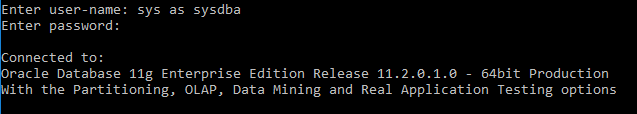 Enter user-name: sys as sysdba
Enter password:
Connected to:
Oracle Database 11g Enterprise Edition Release 11.2.0.1.0 - 64bit Production
With the Partitioning, OLAP, Data Mining and Real Application Testing options